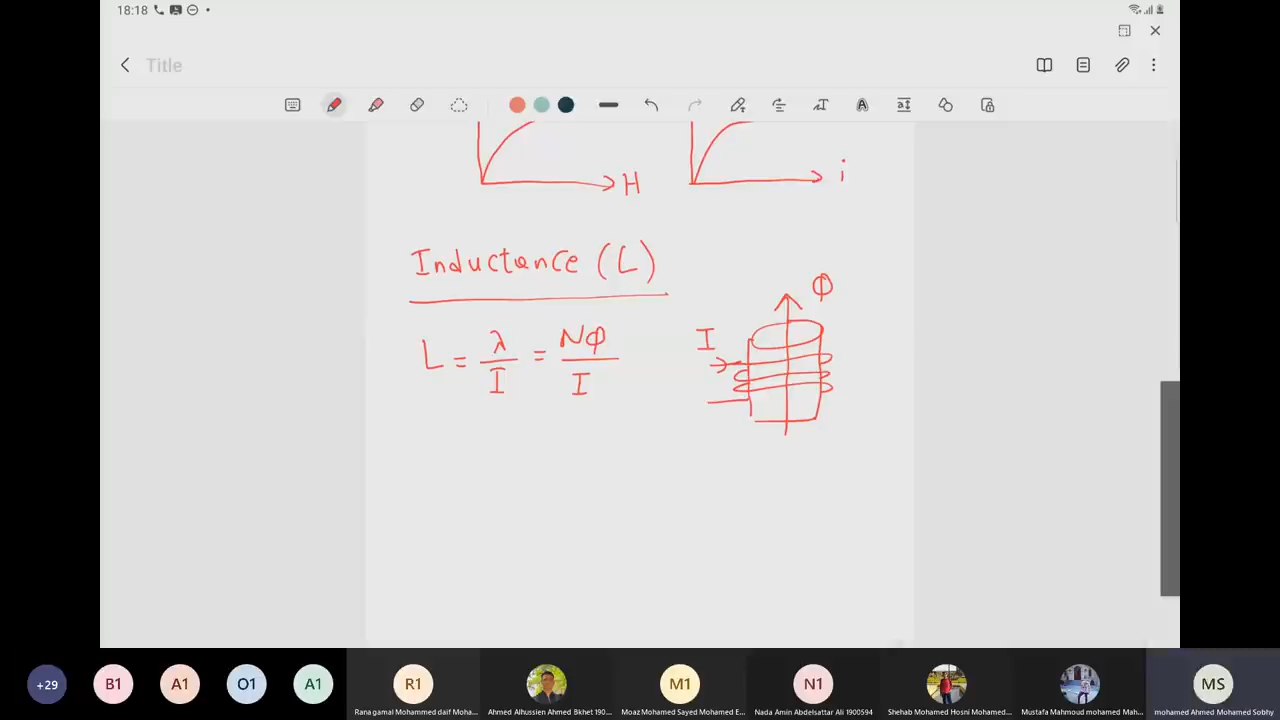 18:18
Title
H
i
Inductance (L)
Φ
L = λ/I = NΦ/I
I
+29
B1
A1
O1
A1
R1
M1
N1
MS
Rana gamal Mohammed daif Moha...
Ahmed Alhussien Ahmed Bkhet 190...
Moaz Mohamed Sayed Mohamed E...
Nada Amin Abdelsattar Ali 1900594
Shehab Mohamed Hosni Mohamed...
Mustafa Mahmoud mohamed Mah...
mohamed Ahmed Mohamed Sobhy